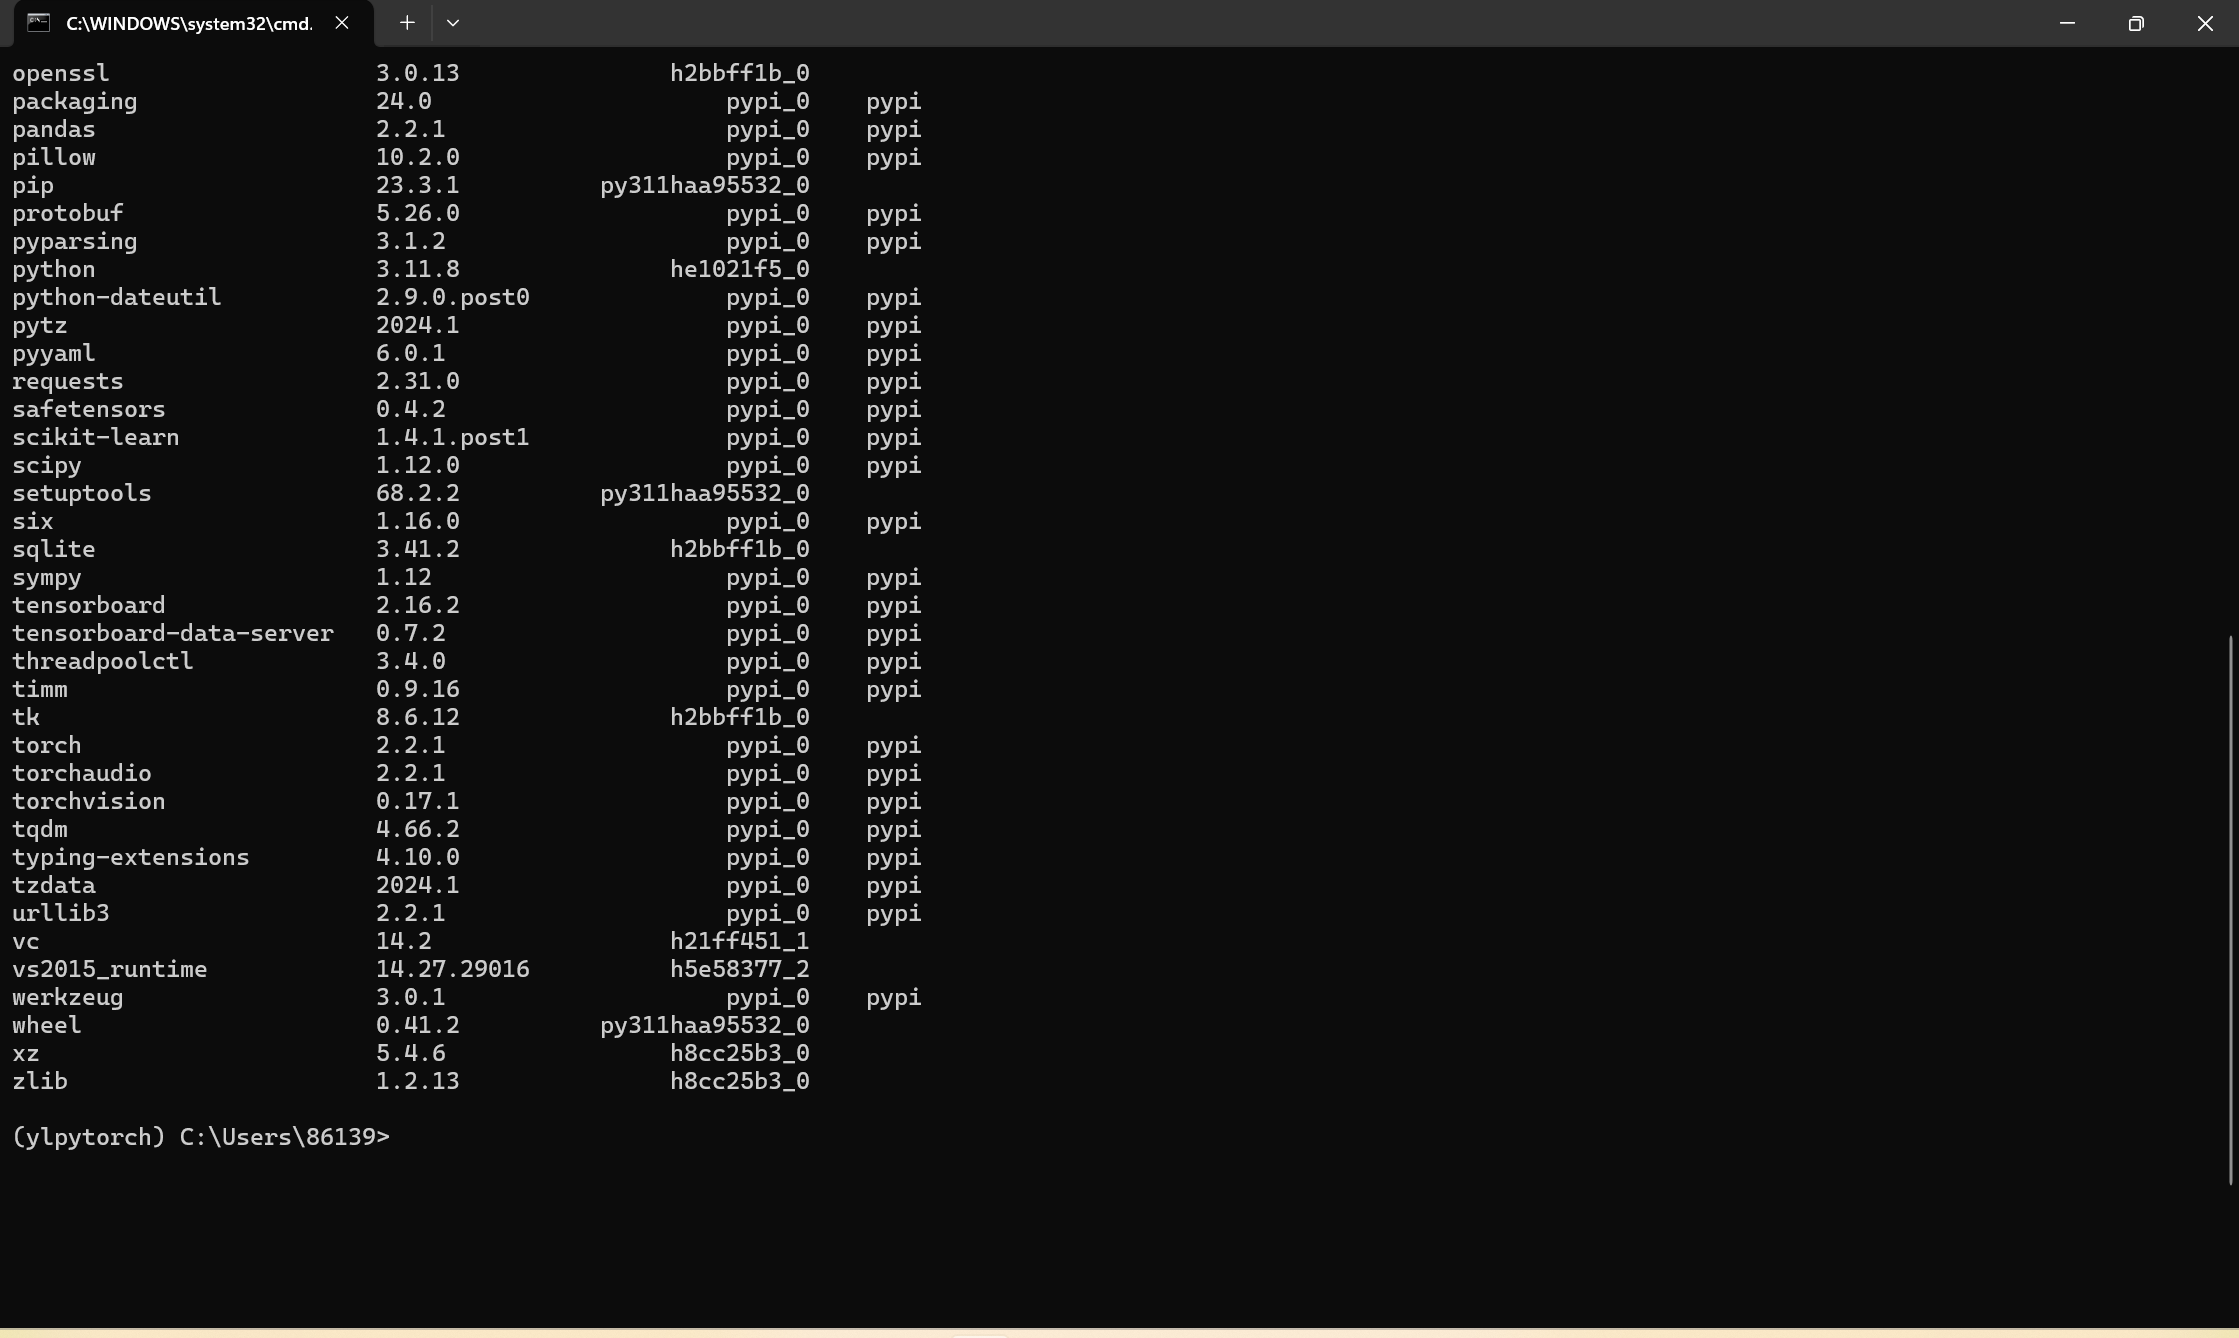 C:\WINDOWS\system32\cmd.
openssl 3.0.13 h2bbff1b_0
packaging 24.0 pypi_0 pypi
pandas 2.2.1 pypi_0 pypi
pillow 10.2.0 pypi_0 pypi
pip 23.3.1 py311haa95532_0
protobuf 5.26.0 pypi_0 pypi
pyparsing 3.1.2 pypi_0 pypi
python 3.11.8 he1021f5_0
python-dateutil 2.9.0.post0 pypi_0 pypi
pytz 2024.1 pypi_0 pypi
pyyaml 6.0.1 pypi_0 pypi
requests 2.31.0 pypi_0 pypi
safetensors 0.4.2 pypi_0 pypi
scikit-learn 1.4.1.post1 pypi_0 pypi
scipy 1.12.0 pypi_0 pypi
setuptools 68.2.2 py311haa95532_0
six 1.16.0 pypi_0 pypi
sqlite 3.41.2 h2bbff1b_0
sympy 1.12 pypi_0 pypi
tensorboard 2.16.2 pypi_0 pypi
tensorboard-data-server 0.7.2 pypi_0 pypi
threadpoolctl 3.4.0 pypi_0 pypi
timm 0.9.16 pypi_0 pypi
tk 8.6.12 h2bbff1b_0
torch 2.2.1 pypi_0 pypi
torchaudio 2.2.1 pypi_0 pypi
torchvision 0.17.1 pypi_0 pypi
tqdm 4.66.2 pypi_0 pypi
typing-extensions 4.10.0 pypi_0 pypi
tzdata 2024.1 pypi_0 pypi
urllib3 2.2.1 pypi_0 pypi
vc 14.2 h21ff451_1
vs2015_runtime 14.27.29016 h5e58377_2
werkzeug 3.0.1 pypi_0 pypi
wheel 0.41.2 py311haa95532_0
xz 5.4.6 h8cc25b3_0
zlib 1.2.13 h8cc25b3_0
(ylpytorch) C:\Users\86139>